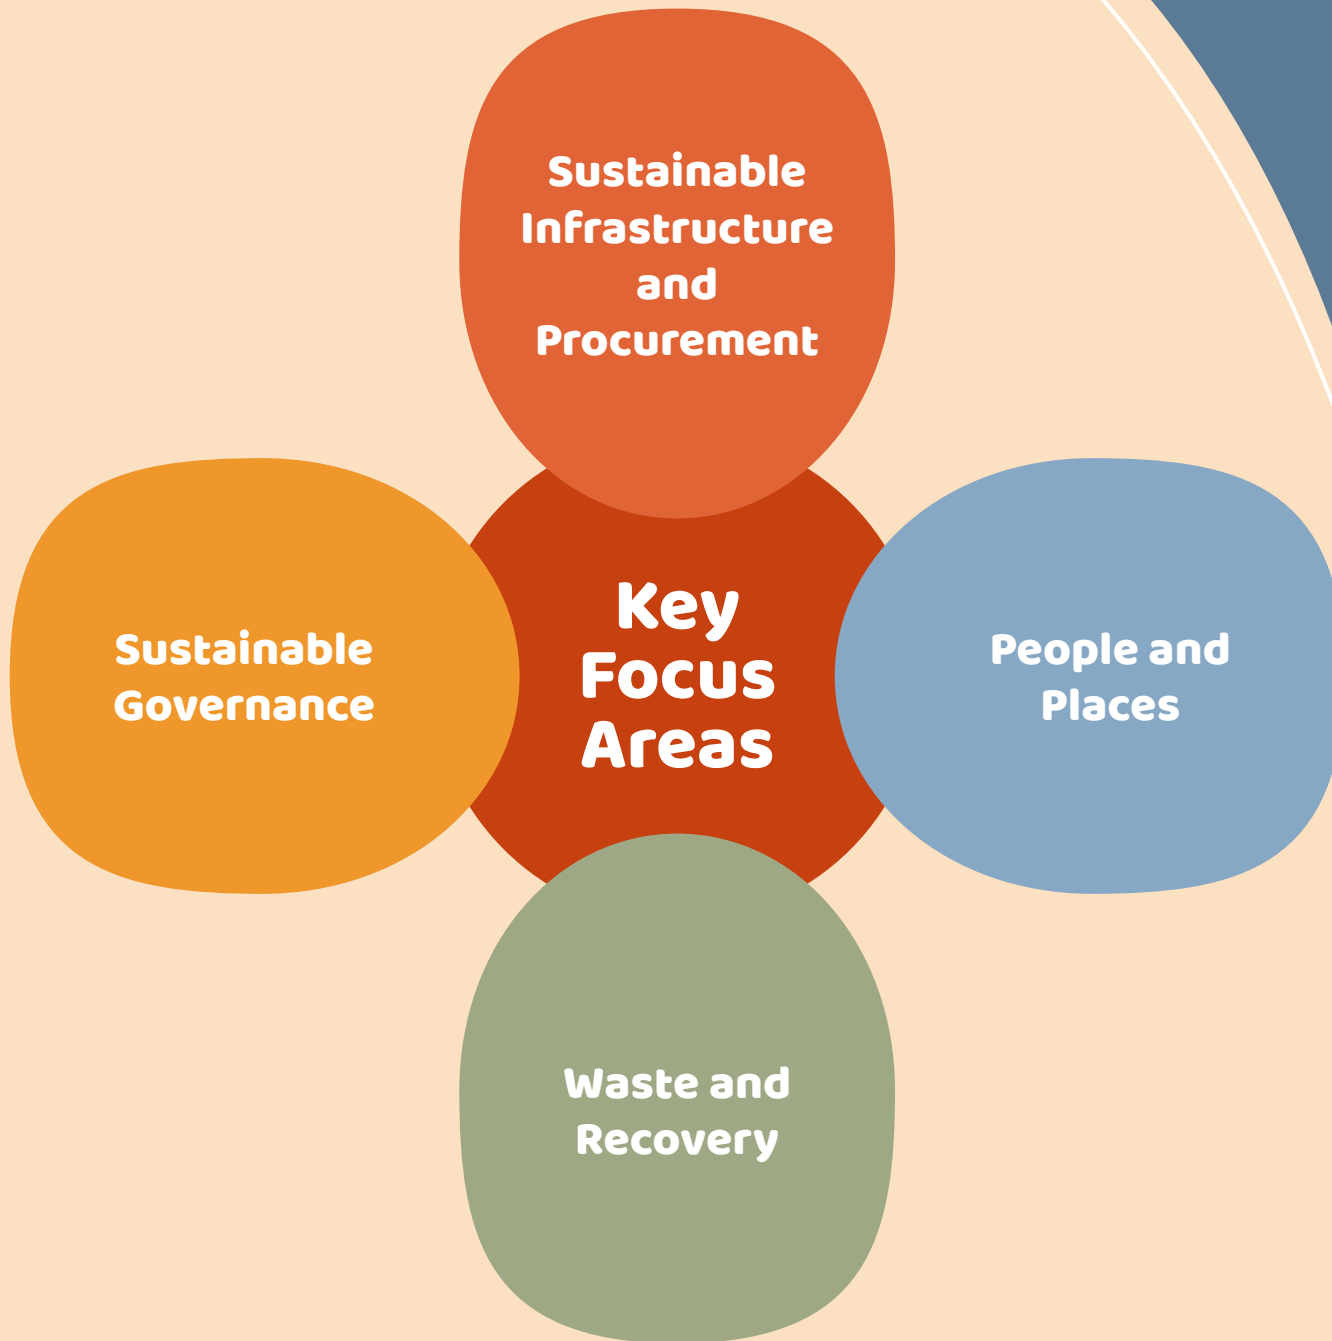 Sustainable
Infrastructure
and
Procurement
Sustainable
Governance
Key
Focus
Areas
People and
Places
Waste and
Recovery